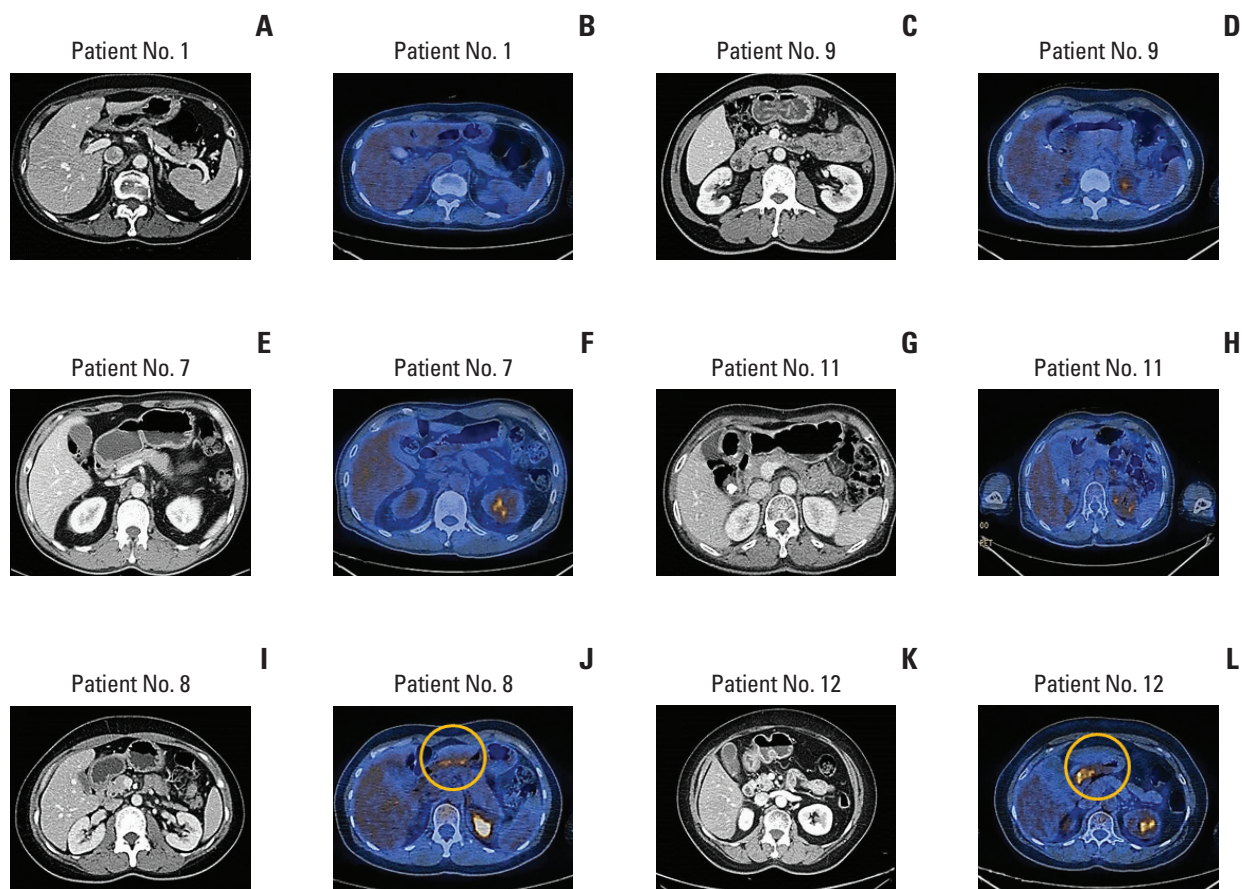 A
Patient No. 1
B
Patient No. 1
C
Patient No. 9
D
Patient No. 9
E
Patient No. 7
F
Patient No. 7
G
Patient No. 11
H
Patient No. 11
I
Patient No. 8
J
Patient No. 8
K
Patient No. 12
L
Patient No. 12